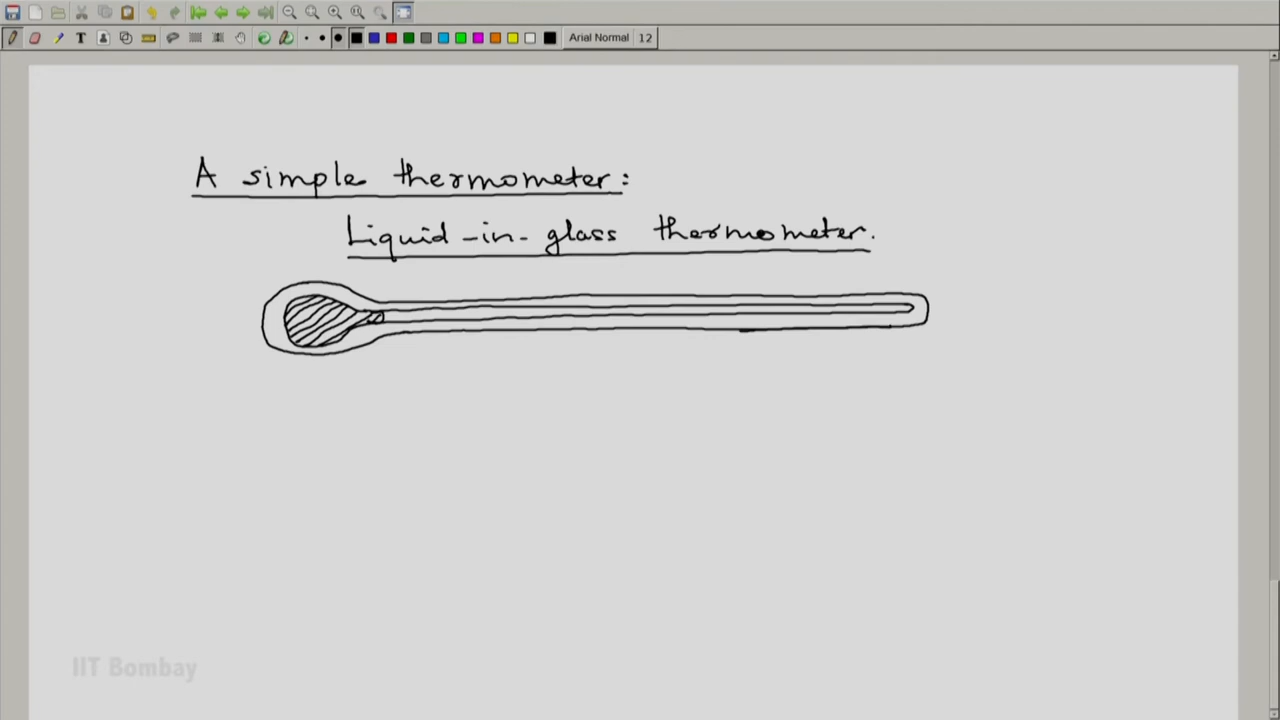 T Arial Normal 12
A simple thermometer:
Liquid-in-glass thermometer.
IIT Bombay